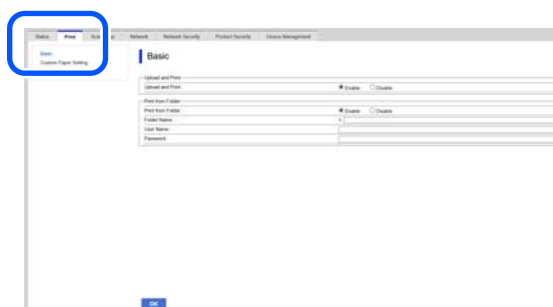 Status Print Network Network Security Product Security Device Management
Basic
Custom Paper Setting
Basic
Upload and Print
Upload and Print Enable Disable
Print from Folder
Print from Folder Enable Disable
Folder Name \\
User Name
Password
OK